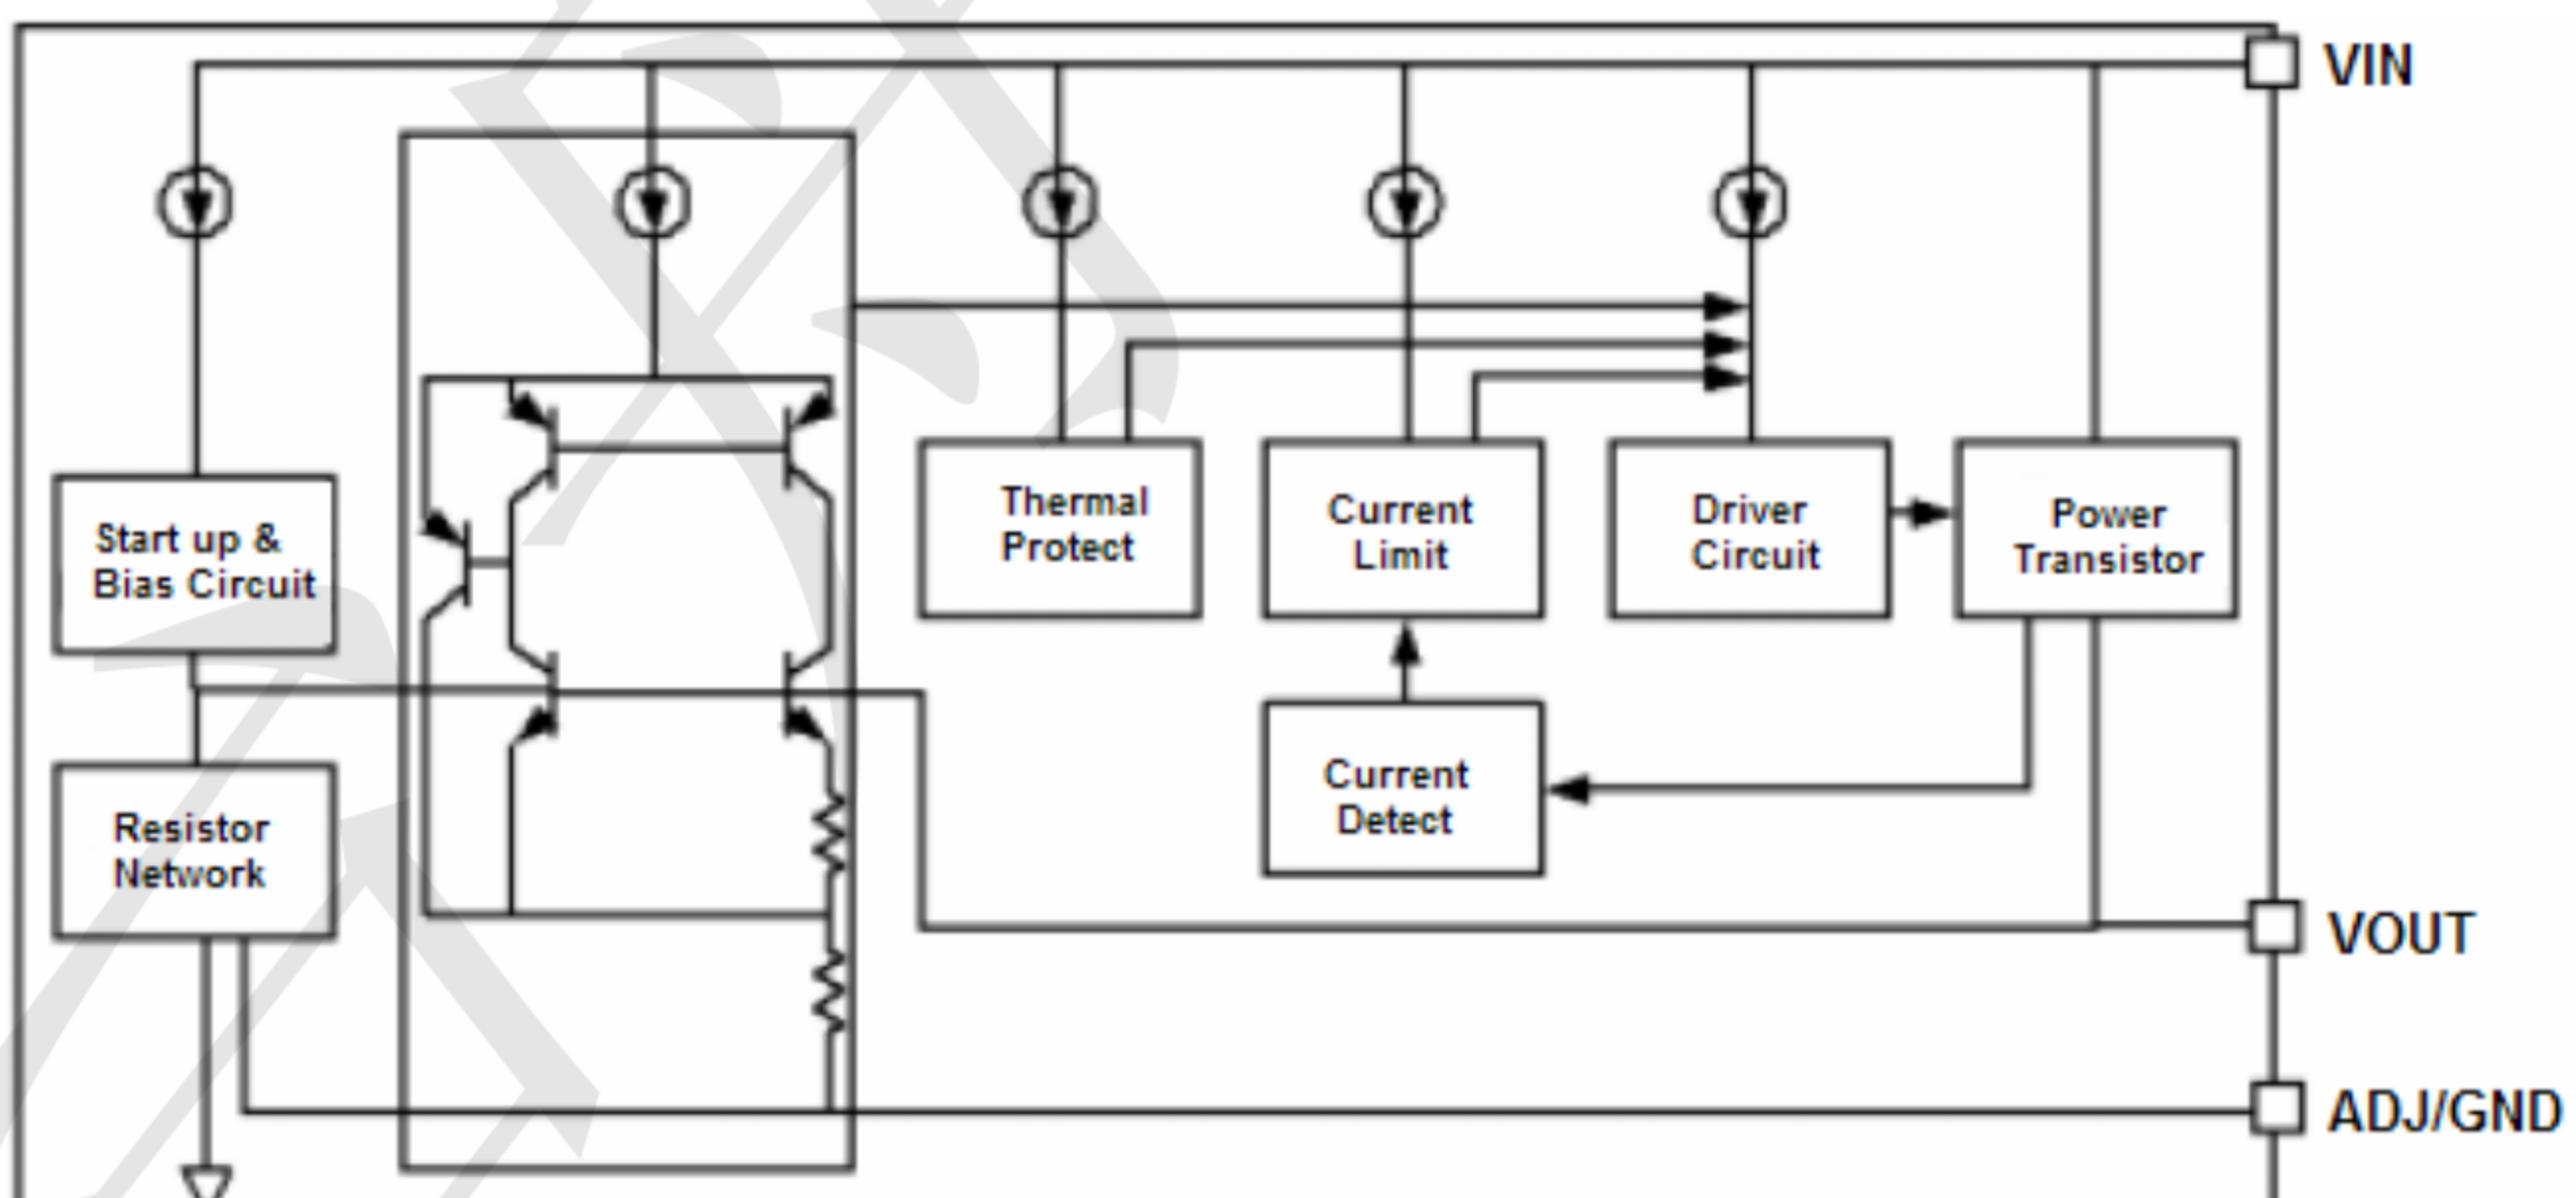 VIN
Thermal
Protect
Current
Limit
Driver
Circuit
Power
Transistor
Start up &
Bias Circuit
Resistor
Network
Current
Detect
VOUT
ADJ/GND